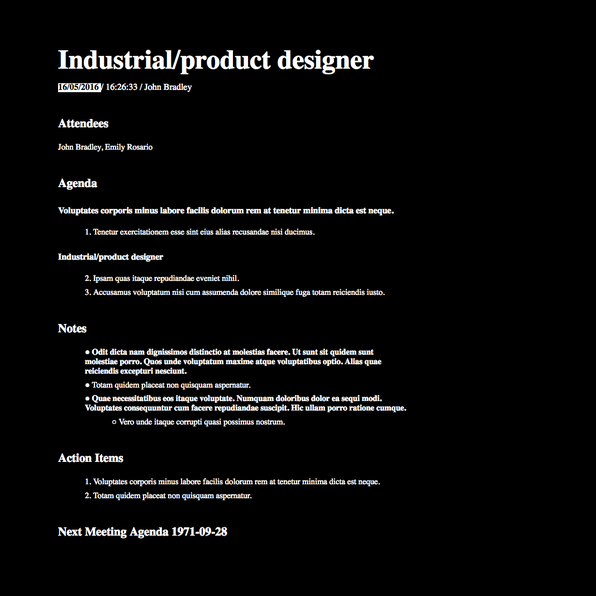 Industrial/product designer
16/05/2016 / 16:26:33 / John Bradley
Attendees
John Bradley, Emily Rosario
Agenda
Voluptates corporis minus labore facilis dolorum rem at tenetur minima dicta est neque.
1. Tenetur exercitationem esse sint eius alias recusandae nisi ducimus.
Industrial/product designer
2. Ipsam quas itaque repudiandae eveniet nihil.
3. Accusamus voluptatum nisi cum assumenda dolore similique fuga totam reiciendis iusto.
Notes
● Odit dicta nam dignissimos distinctio at molestias facere. Ut sunt sit quidem sunt
molestiae porro. Quos unde voluptatum maxime atque voluptatibus optio. Alias quae
reiciendis excepturi nesciunt.
● Totam quidem placeat non quisquam aspernatur.
● Quae necessitatibus eos itaque voluptate. Numquam doloribus dolor ea sequi modi.
Voluptates consequuntur cum facere repudiandae suscipit. Hic ullam porro ratione cumque.
○ Vero unde itaque corrupti quasi possimus nostrum.
Action Items
1. Voluptates corporis minus labore facilis dolorum rem at tenetur minima dicta est neque.
2. Totam quidem placeat non quisquam aspernatur.
Next Meeting Agenda 1971-09-28